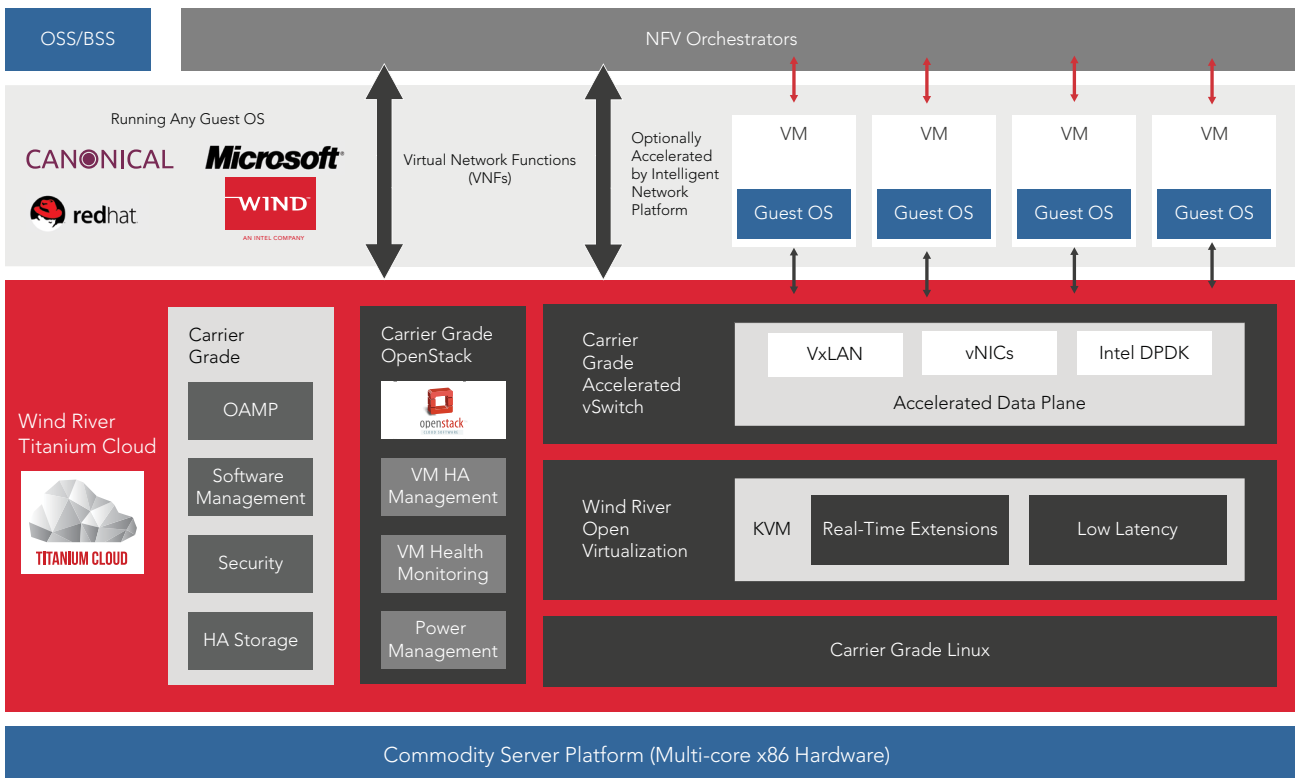 OSS/BSS
NFV Orchestrators
Running Any Guest OS
CANONICAL
Microsoft
redhat
WIND
AN INTEL COMPANY
Virtual Network Functions
(VNFs)
Optionally
Accelerated
by Intelligent
Network
Platform
VM
Guest OS
VM
Guest OS
VM
Guest OS
VM
Guest OS
Wind River
Titanium Cloud
TITANIUM CLOUD
Carrier
Grade
OAMP
Software
Management
Security
HA Storage
Carrier Grade
OpenStack
openstack
CLOUD SOFTWARE
VM HA
Management
VM Health
Monitoring
Power
Management
Carrier
Grade
Accelerated
vSwitch
VxLAN
vNICs
Intel DPDK
Accelerated Data Plane
Wind River
Open
Virtualization
KVM
Real-Time Extensions
Low Latency
Carrier Grade Linux
Commodity Server Platform (Multi-core x86 Hardware)